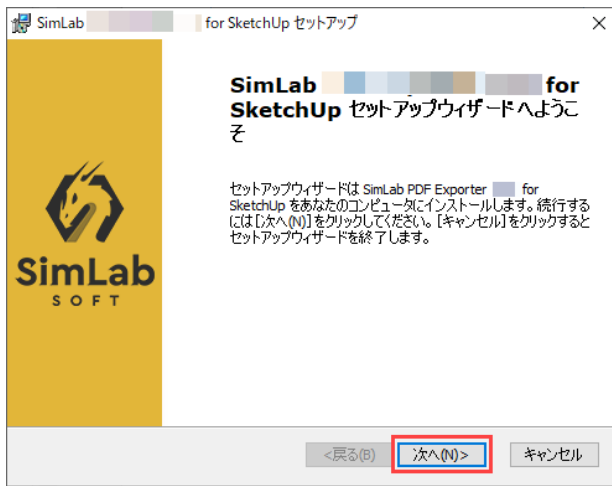 SimLab for SketchUp セットアップ
SimLab for
SketchUp セットアップウィザードへようこ
そ
セットアップウィザードは SimLab PDF Exporter for
SketchUp をあなたのコンピュータにインストールします。続行する
には[次へ(N)]をクリックしてください。[キャンセル]をクリックすると
セットアップウィザードを終了します。
SimLab
SOFT
<戻る(B)
次へ(N)>
キャンセル